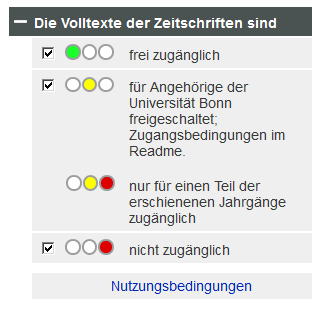 Die Volltexte der Zeitschriften sind
frei zugänglich
für Angehörige der
Universität Bonn
freigeschaltet;
Zugangsbedingungen im
Readme.
nur für einen Teil der
erschienenen Jahrgänge
zugänglich
nicht zugänglich
Nutzungsbedingungen